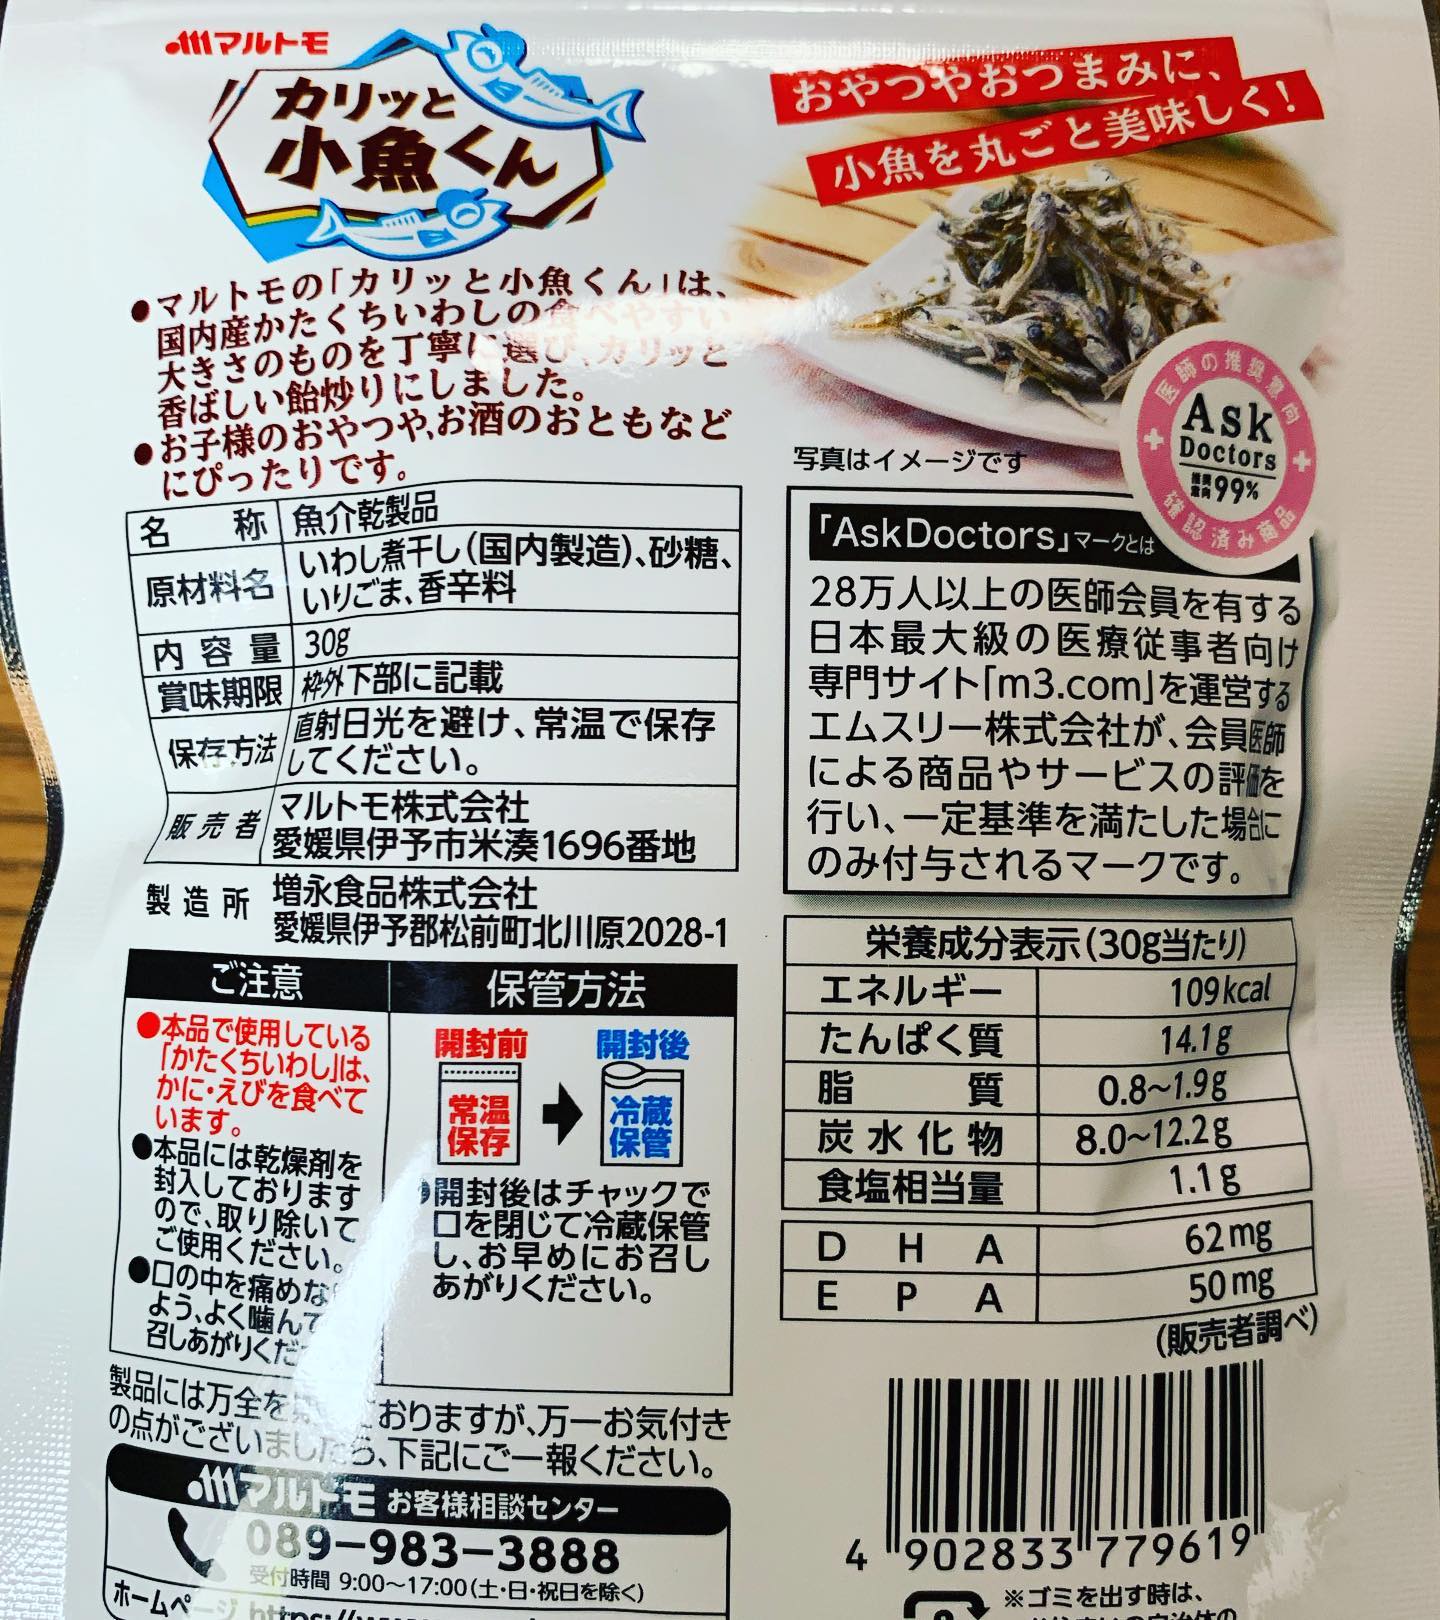 マルトモ
カリッと
小魚くん
おやつやおつまみに、
小魚を丸ごと美味しく!
●マルトモの「カリッと小魚くん」は、
国内産かたくちいわしの食べやすい
大きさのものを丁寧に選び、カリッと
香ばしい飴炒りにしました。
●お子様のおやつや、お酒のおともなど
にぴったりです。
写真はイメージです
医師の推奨意向
Ask
Doctors
推奨意向99%
確認済み商品
名称 魚介乾製品
原材料名 いわし煮干し(国内製造)、砂糖、
いりごま、香辛料
内容量 30g
賞味期限 枠外下部に記載
保存方法 直射日光を避け、常温で保存
してください。
販売者 マルトモ株式会社
愛媛県伊予市米湊1696番地
製造所 増永食品株式会社
愛媛県伊予郡松前町北川原2028-1
「AskDoctors」マークとは
28万人以上の医師会員を有する
日本最大級の医療従事者向け
専門サイト「m3.com」を運営する
エムスリー株式会社が、会員医師
による商品やサービスの評価を
行い、一定基準を満たした場合に
のみ付与されるマークです。
ご注意
●本品で使用している
「かたくちいわし」は、
かに・えびを食べて
います。
●本品には乾燥剤を
封入しております
ので、取り除いて
ご使用ください。
●口の中を痛めな
よう、よく噛んで
召しあがりくだ
保管方法
開封前 開封後
常温保存 冷蔵保管
●開封後はチャックで
口を閉じて冷蔵保管
し、お早めにお召し
あがりください。
栄養成分表示(30g当たり)
エネルギー 109kcal
たんぱく質 14.1g
脂質 0.8~1.9g
炭水化物 8.0~12.2g
食塩相当量 1.1g
DHA 62mg
EPA 50mg
(販売者調べ)
製品には万全を おりますが、万一お気付き
の点がございましたら、下記にご一報ください。
マルトモ お客様相談センター
089-983-3888
受付時間 9:00~17:00(土・日・祝日を除く)
ホームページ https://
4 902833 779619
※ゴミを出す時は、